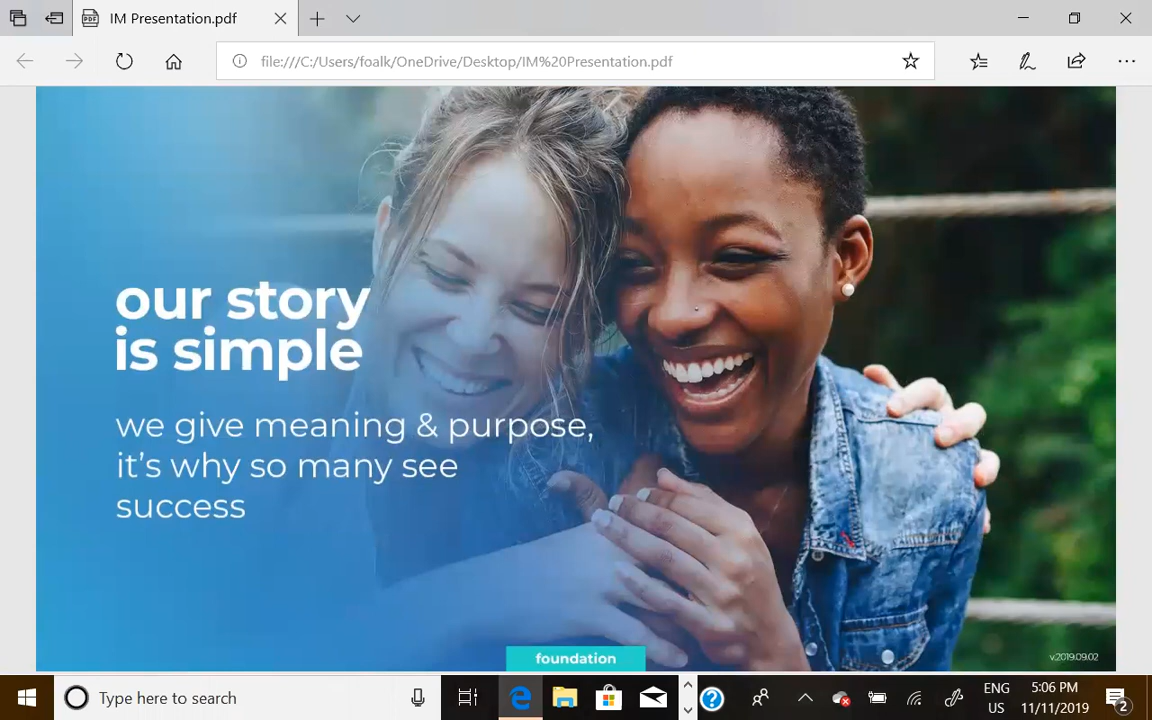 IM Presentation.pdf
file:///C:/Users/foalk/OneDrive/Desktop/IM%20Presentation.pdf
our story
is simple
we give meaning & purpose,
it's why so many see
success
foundation
v.2019.09.02
Type here to search
ENG
US
5:06 PM
11/11/2019
2